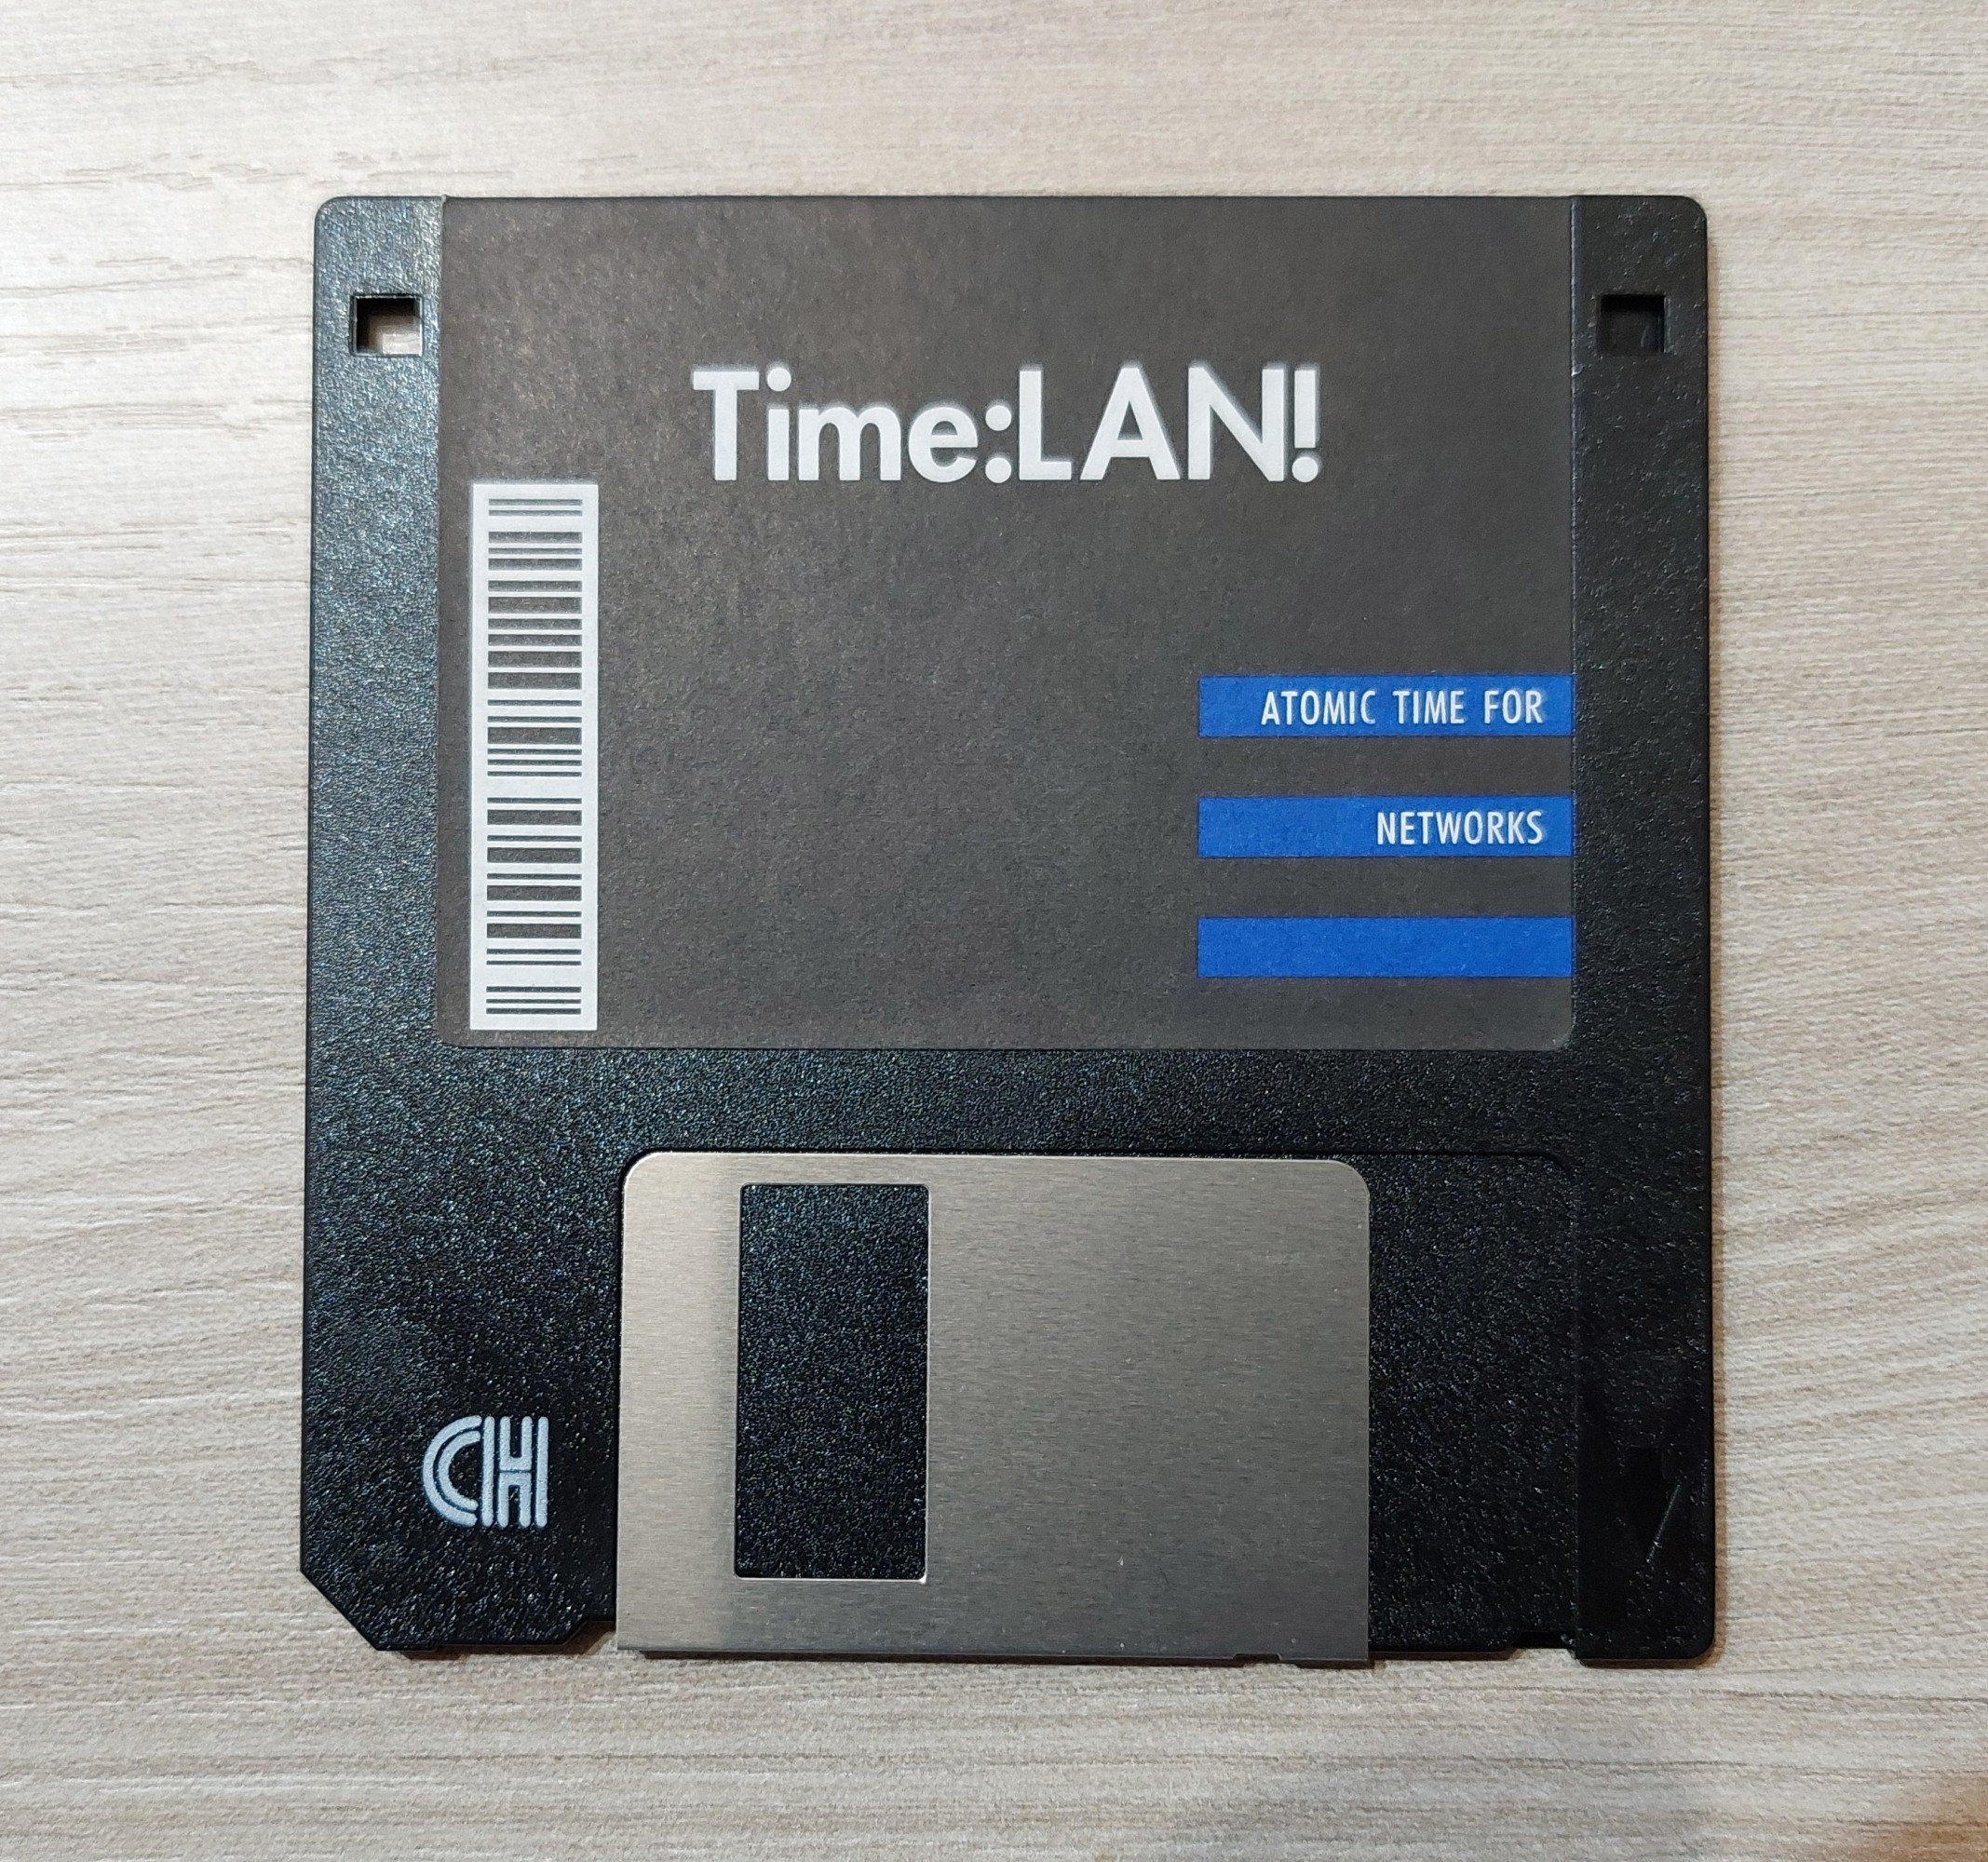 Time:LAN!
ATOMIC TIME FOR
NETWORKS
CH